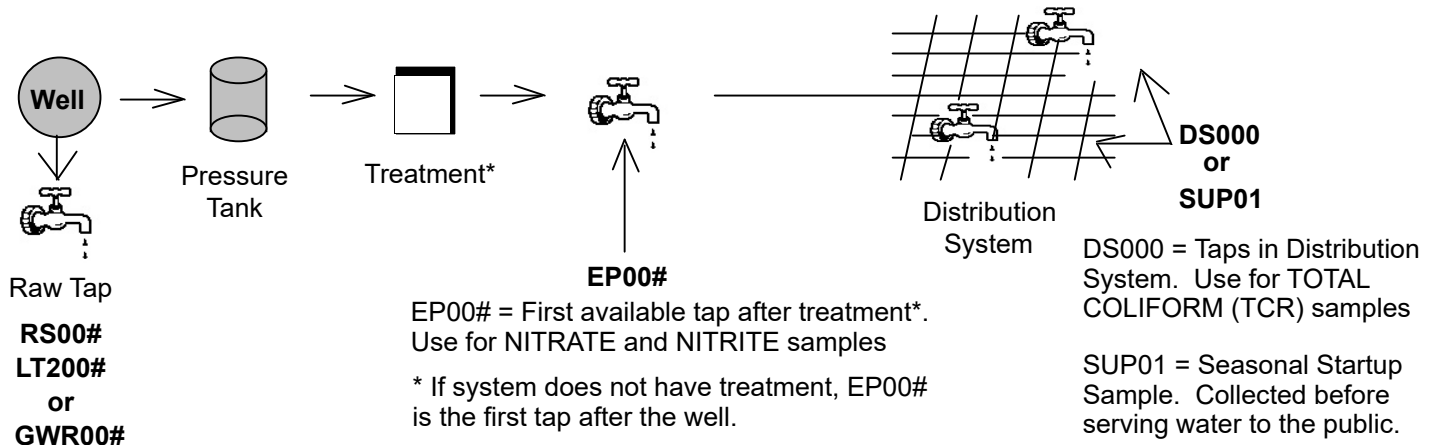 Well
Pressure
Tank
Treatment*
Raw Tap
RS00#
LT200#
or
GWR00#
EP00#
EP00# = First available tap after treatment*.
Use for NITRATE and NITRITE samples
* If system does not have treatment, EP00#
is the first tap after the well.
Distribution
System
DS000
or
SUP01
DS000 = Taps in Distribution
System. Use for TOTAL
COLIFORM (TCR) samples
SUP01 = Seasonal Startup
Sample. Collected before
serving water to the public.